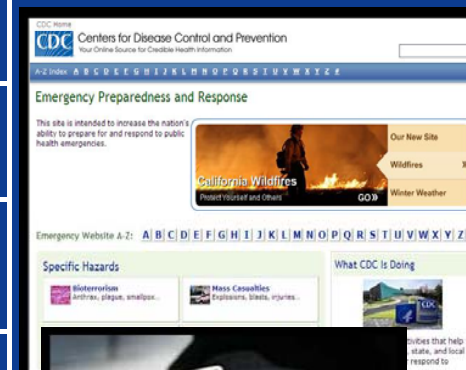 CDC Home
CDC Centers for Disease Control and Prevention
Your Online Source for Credible Health Information
A-Z Index A B C D E F G H I J K L M N O P Q R S T U V W X Y Z #
Emergency Preparedness and Response
This site is intended to increase the nation's
ability to prepare for and respond to public
health emergencies.
California Wildfires
Protect Yourself and Others
GO
Our New Site
Wildfires
Winter Weather
Emergency Website A-Z: A B C D E F G H I J K L M N O P Q R S T U V W X Y Z
Specific Hazards
Bioterrorism
Anthrax, plague, smallpox..
Mass Casualties
Explosions, blasts, injuries..
What CDC Is Doing
CDC
tivities that help
, state, and local
respond to